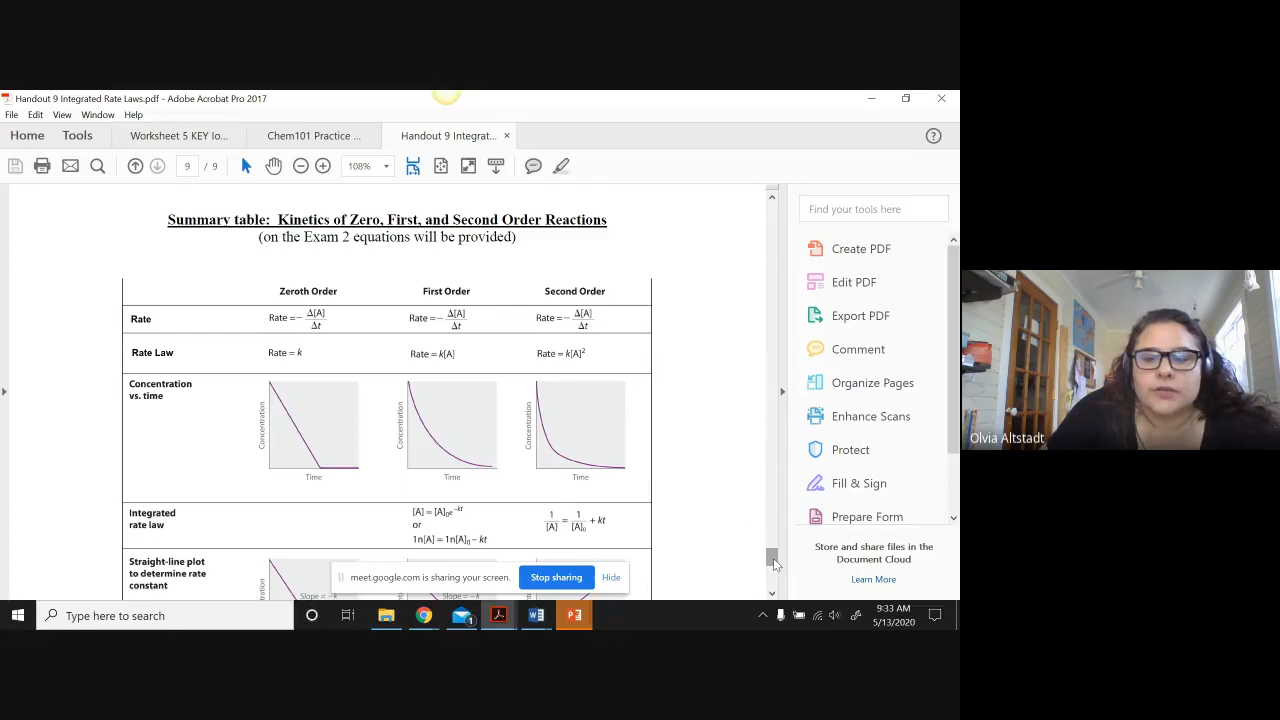 Handout 9 Integrated Rate Laws.pdf - Adobe Acrobat Pro 2017
File Edit View Window Help
Home Tools Worksheet 5 KEY Io... Chem101 Practice ... Handout 9 Integrat... ×
9 / 9 108%
Summary table: Kinetics of Zero, First, and Second Order Reactions
(on the Exam 2 equations will be provided)
Zeroth Order First Order Second Order
Rate Rate = − Δ[A]/Δt Rate = − Δ[A]/Δt Rate = − Δ[A]/Δt
Rate Law Rate = k Rate = k[A] Rate = k[A]²
Concentration
vs. time
Concentration Concentration Concentration
Time Time Time
Integrated
rate law
[A] = [A]₀e⁻ᵏᵗ
or
1n[A] = 1n[A]₀ − kt
1/[A] = 1/[A]₀ + kt
Straight-line plot
to determine rate
constant
Slope = −k Slope = −k
meet.google.com is sharing your screen. Stop sharing Hide
Find your tools here
Create PDF
Edit PDF
Export PDF
Comment
Organize Pages
Enhance Scans
Protect
Fill & Sign
Prepare Form
Store and share files in the
Document Cloud
Learn More
Olvia Altstadt
Type here to search
1
9:33 AM
5/13/2020